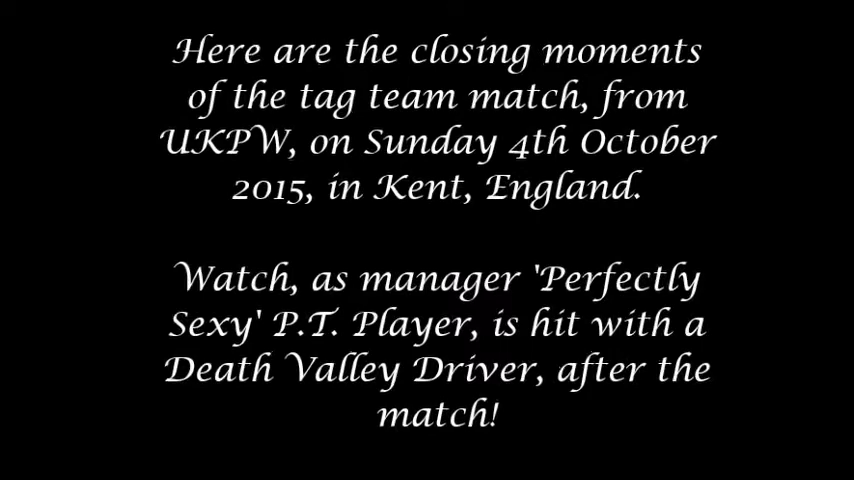 Here are the closing moments
of the tag team match, from
UKPW, on Sunday 4th October
2015, in Kent, England.
Watch, as manager 'Perfectly
Sexy' P.T. Player, is hit with a
Death Valley Driver, after the
match!